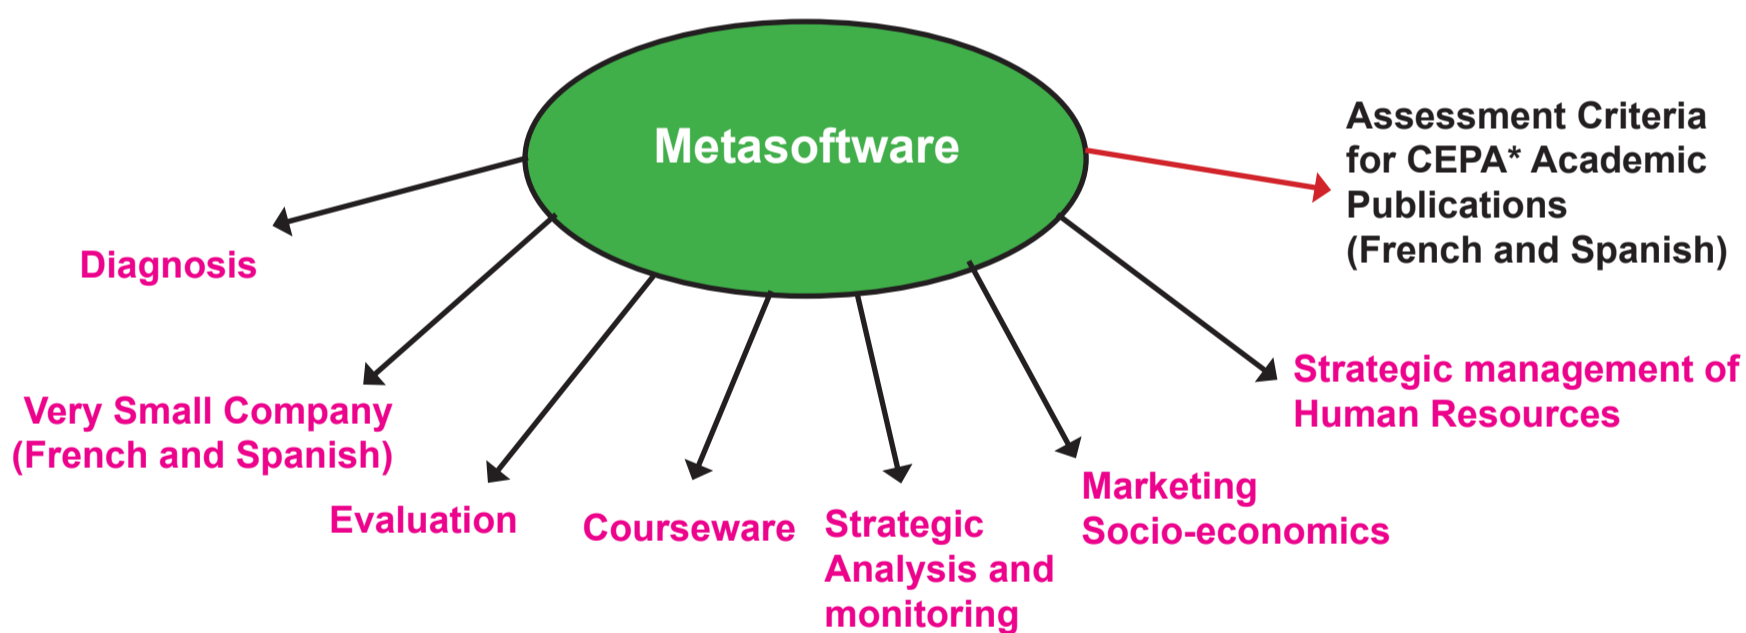 Metasoftware
Assessment Criteria
for CEPA* Academic
Publications
(French and Spanish)
Diagnosis
Strategic management of
Human Resources
Very Small Company
(French and Spanish)
Evaluation
Courseware
Strategic
Analysis and
monitoring
Marketing
Socio-economics